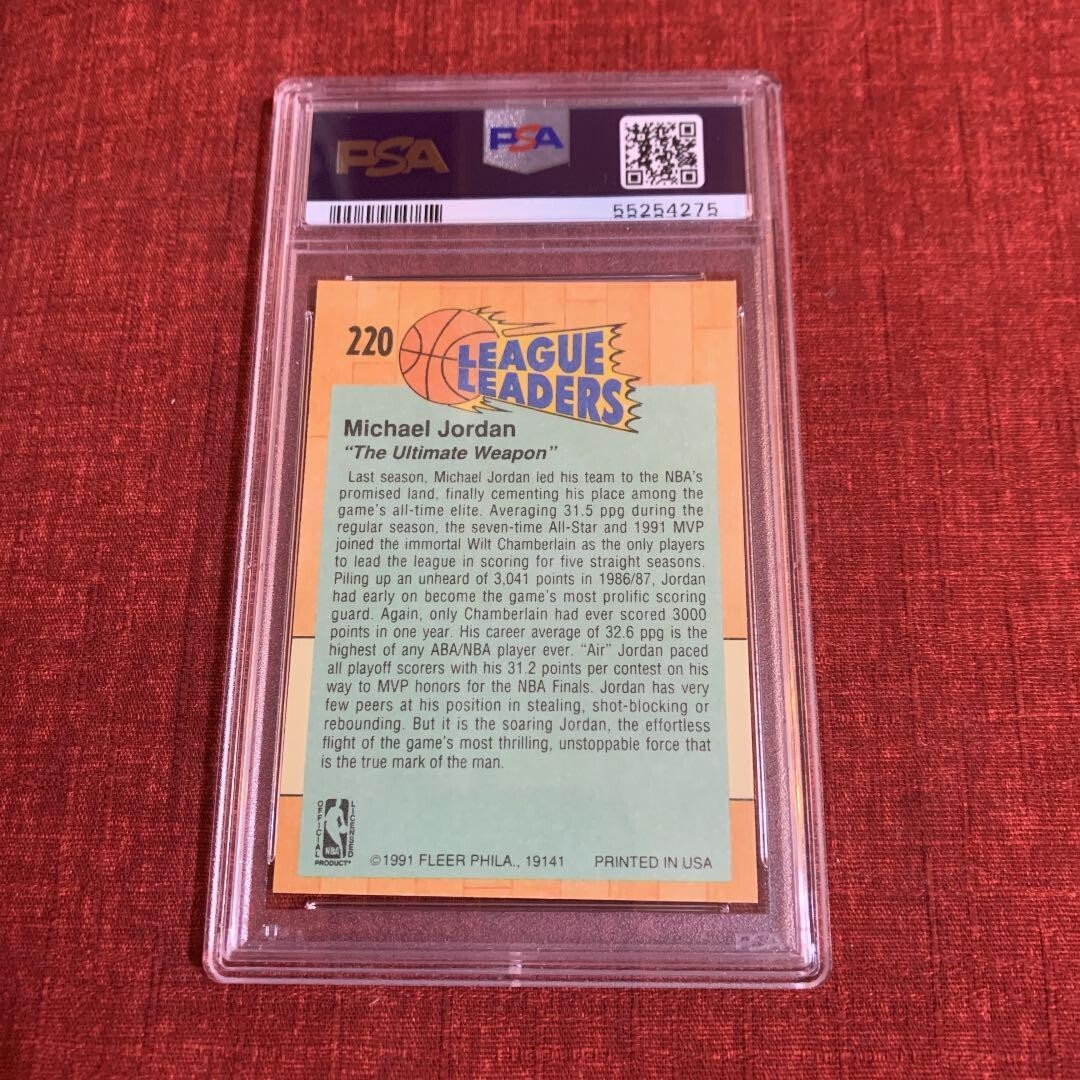 PSA
PSA
55254275
220
LEAGUE
LEADERS
Michael Jordan
“The Ultimate Weapon”
Last season, Michael Jordan led his team to the NBA's
promised land, finally cementing his place among the
game's all-time elite. Averaging 31.5 ppg during the
regular season, the seven-time All-Star and 1991 MVP
joined the immortal Wilt Chamberlain as the only players
to lead the league in scoring for five straight seasons.
Piling up an unheard of 3,041 points in 1986/87, Jordan
had early on become the game's most prolific scoring
guard. Again, only Chamberlain had ever scored 3000
points in one year. His career average of 32.6 ppg is the
highest of any ABA/NBA player ever. “Air” Jordan paced
all playoff scorers with his 31.2 points per contest on his
way to MVP honors for the NBA Finals. Jordan has very
few peers at his position in stealing, shot-blocking or
rebounding. But it is the soaring Jordan, the effortless
flight of the game's most thrilling, unstoppable force that
is the true mark of the man.
OFFICIAL
LICENSED
NBA
PRODUCT
©1991 FLEER PHILA., 19141 PRINTED IN USA
PSA